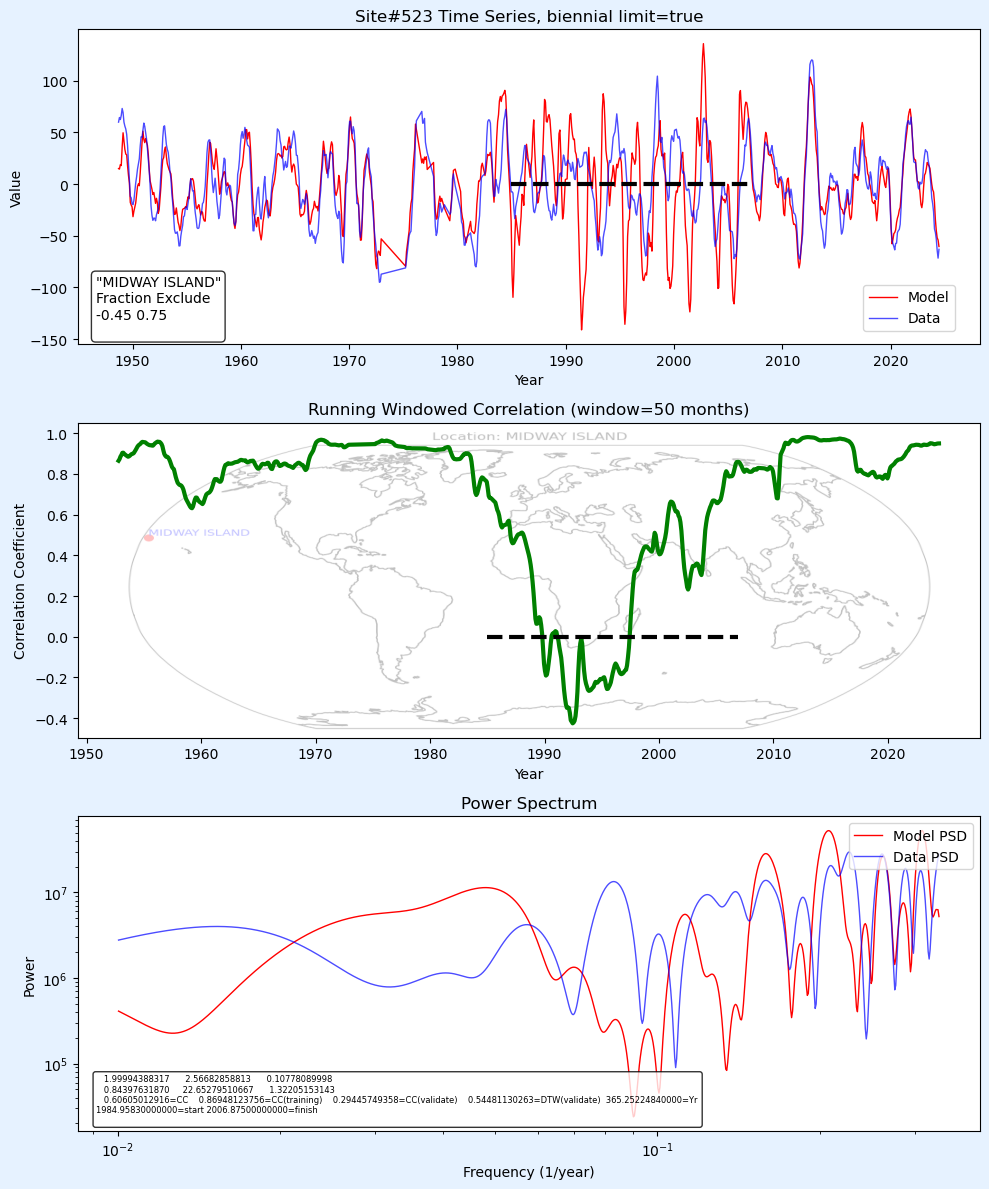 Site#523 Time Series, biennial limit=true
Value
100
50
0
−50
−100
−150
"MIDWAY ISLAND"
Fraction Exclude
-0.45 0.75
Model
Data
1950 1960 1970 1980 1990 2000 2010 2020
Year
Running Windowed Correlation (window=50 months)
Location: MIDWAY ISLAND
MIDWAY ISLAND
Correlation Coefficient
1.0
0.8
0.6
0.4
0.2
0.0
−0.2
−0.4
1950 1960 1970 1980 1990 2000 2010 2020
Year
Power Spectrum
Model PSD
Data PSD
Power
10^7
10^6
10^5
1.99994388317 2.56682858813 0.10778089998
0.84397631870 22.65279510667 1.32205153143
0.60605012916=CC 0.86948123756=CC(training) 0.29445749358=CC(validate) 0.54481130263=DTW(validate) 365.25224840000=Yr
1984.95830000000=start 2006.87500000000=finish
10^−2 10^−1
Frequency (1/year)